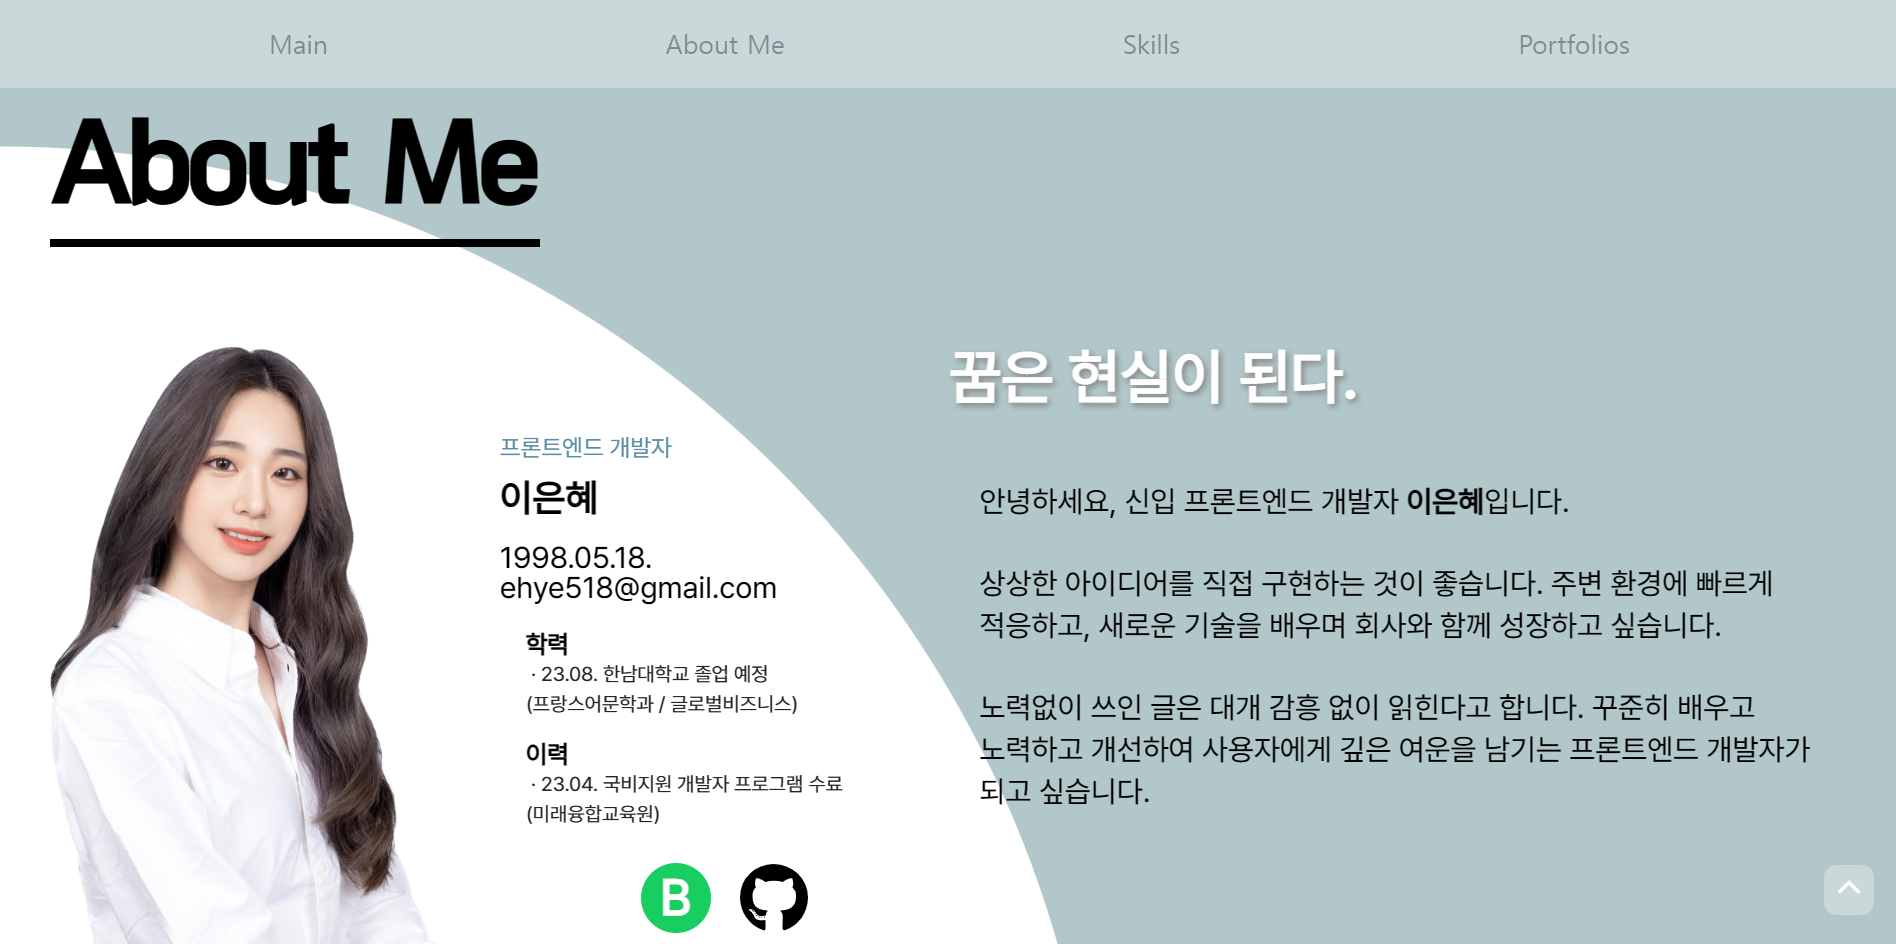 Main
About Me
Skills
Portfolios
About Me
프론트엔드 개발자
이은혜
1998.05.18.
ehye518@gmail.com
학력
· 23.08. 한남대학교 졸업 예정
(프랑스어문학과 / 글로벌비즈니스)
이력
· 23.04. 국비지원 개발자 프로그램 수료
(미래융합교육원)
B
꿈은 현실이 된다.
안녕하세요, 신입 프론트엔드 개발자 이은혜입니다.
상상한 아이디어를 직접 구현하는 것이 좋습니다. 주변 환경에 빠르게
적응하고, 새로운 기술을 배우며 회사와 함께 성장하고 싶습니다.
노력없이 쓰인 글은 대개 감흥 없이 읽힌다고 합니다. 꾸준히 배우고
노력하고 개선하여 사용자에게 깊은 여운을 남기는 프론트엔드 개발자가
되고 싶습니다.